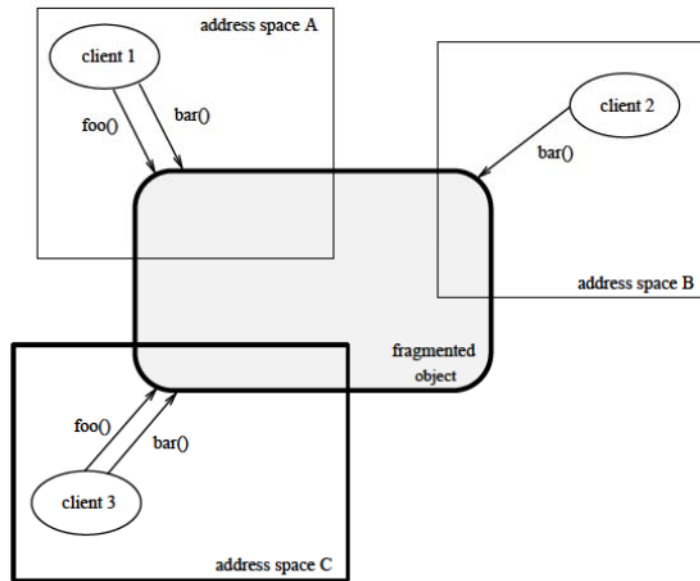 address space A
client 1
foo()
bar()
client 2
bar()
address space B
fragmented
object
foo()
bar()
client 3
address space C